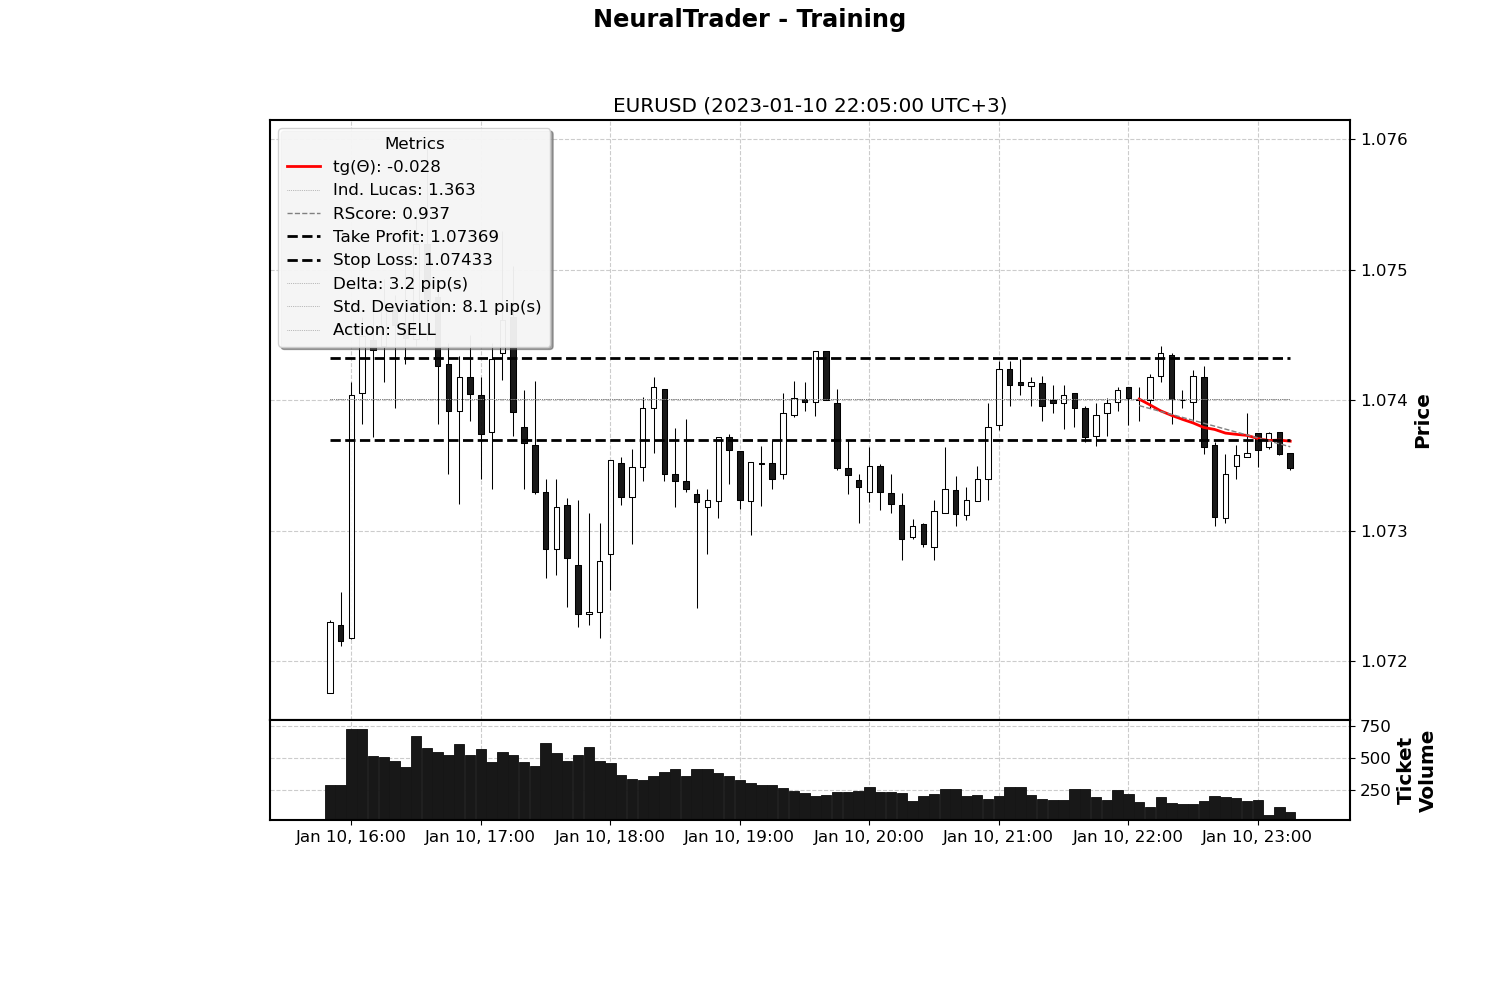 NeuralTrader - Training
EURUSD (2023-01-10 22:05:00 UTC+3)
Metrics
tg(Θ): -0.028
Ind. Lucas: 1.363
RScore: 0.937
Take Profit: 1.07369
Stop Loss: 1.07433
Delta: 3.2 pip(s)
Std. Deviation: 8.1 pip(s)
Action: SELL
1.076
1.075
1.074
1.073
1.072
Price
750
500
250
Ticket
Volume
Jan 10, 16:00
Jan 10, 17:00
Jan 10, 18:00
Jan 10, 19:00
Jan 10, 20:00
Jan 10, 21:00
Jan 10, 22:00
Jan 10, 23:00